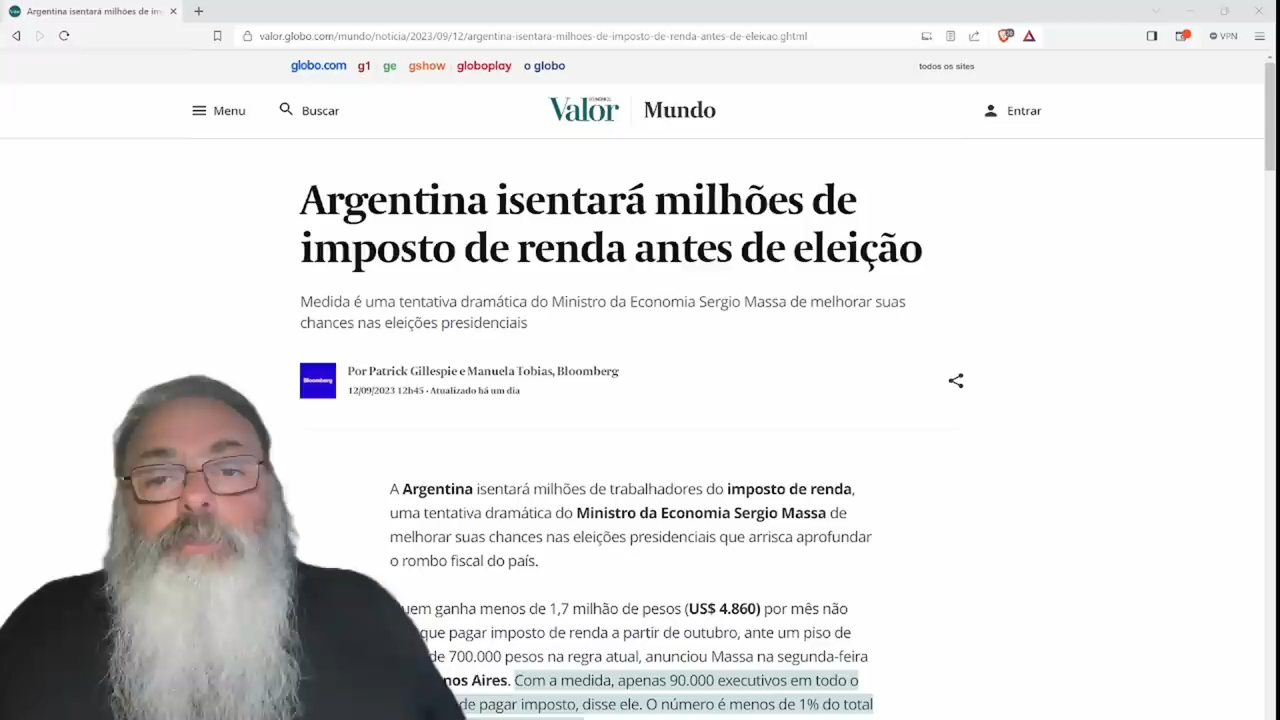 Argentina isentará milhões de im
valor.globo.com/mundo/noticia/2023/09/12/argentina-isentara-milhoes-de-imposto-de-renda-antes-de-eleicao.ghtml
VPN
globo.com g1 ge gshow globoplay o globo todos os sites
Menu Buscar Valor Mundo Entrar
Argentina isentará milhões de
imposto de renda antes de eleição
Medida é uma tentativa dramática do Ministro da Economia Sergio Massa de melhorar suas
chances nas eleições presidenciais
Bloomberg
Por Patrick Gillespie e Manuela Tobias, Bloomberg
12/09/2023 12h45 · Atualizado há um dia
A Argentina isentará milhões de trabalhadores do imposto de renda,
uma tentativa dramática do Ministro da Economia Sergio Massa de
melhorar suas chances nas eleições presidenciais que arrisca aprofundar
o rombo fiscal do país.
uem ganha menos de 1,7 milhão de pesos (US$ 4.860) por mês não
que pagar imposto de renda a partir de outubro, ante um piso de
de 700.000 pesos na regra atual, anunciou Massa na segunda-feira
nos Aires. Com a medida, apenas 90.000 executivos em todo o
de pagar imposto, disse ele. O número é menos de 1% do total